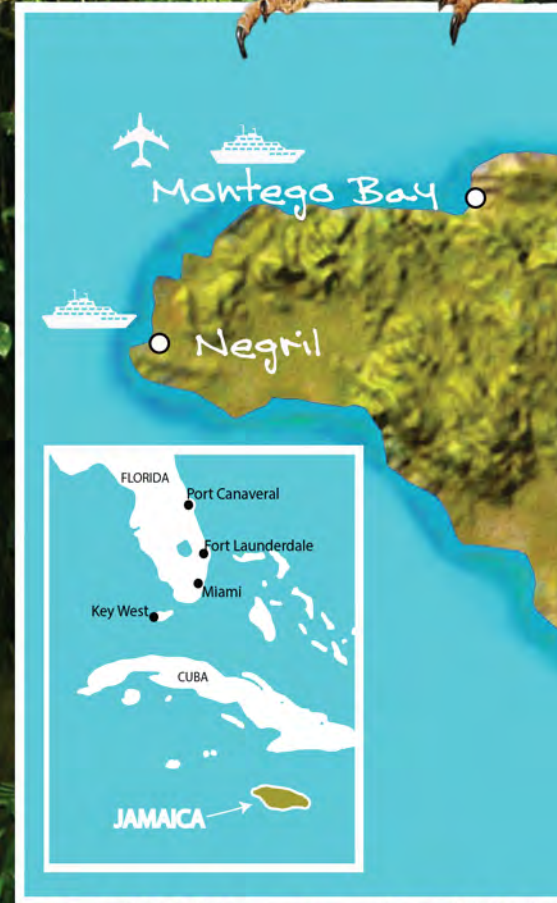 Montego Bay
Negril
FLORIDA
Port Canaveral
Fort Launderdale
Miami
Key West
CUBA
JAMAICA